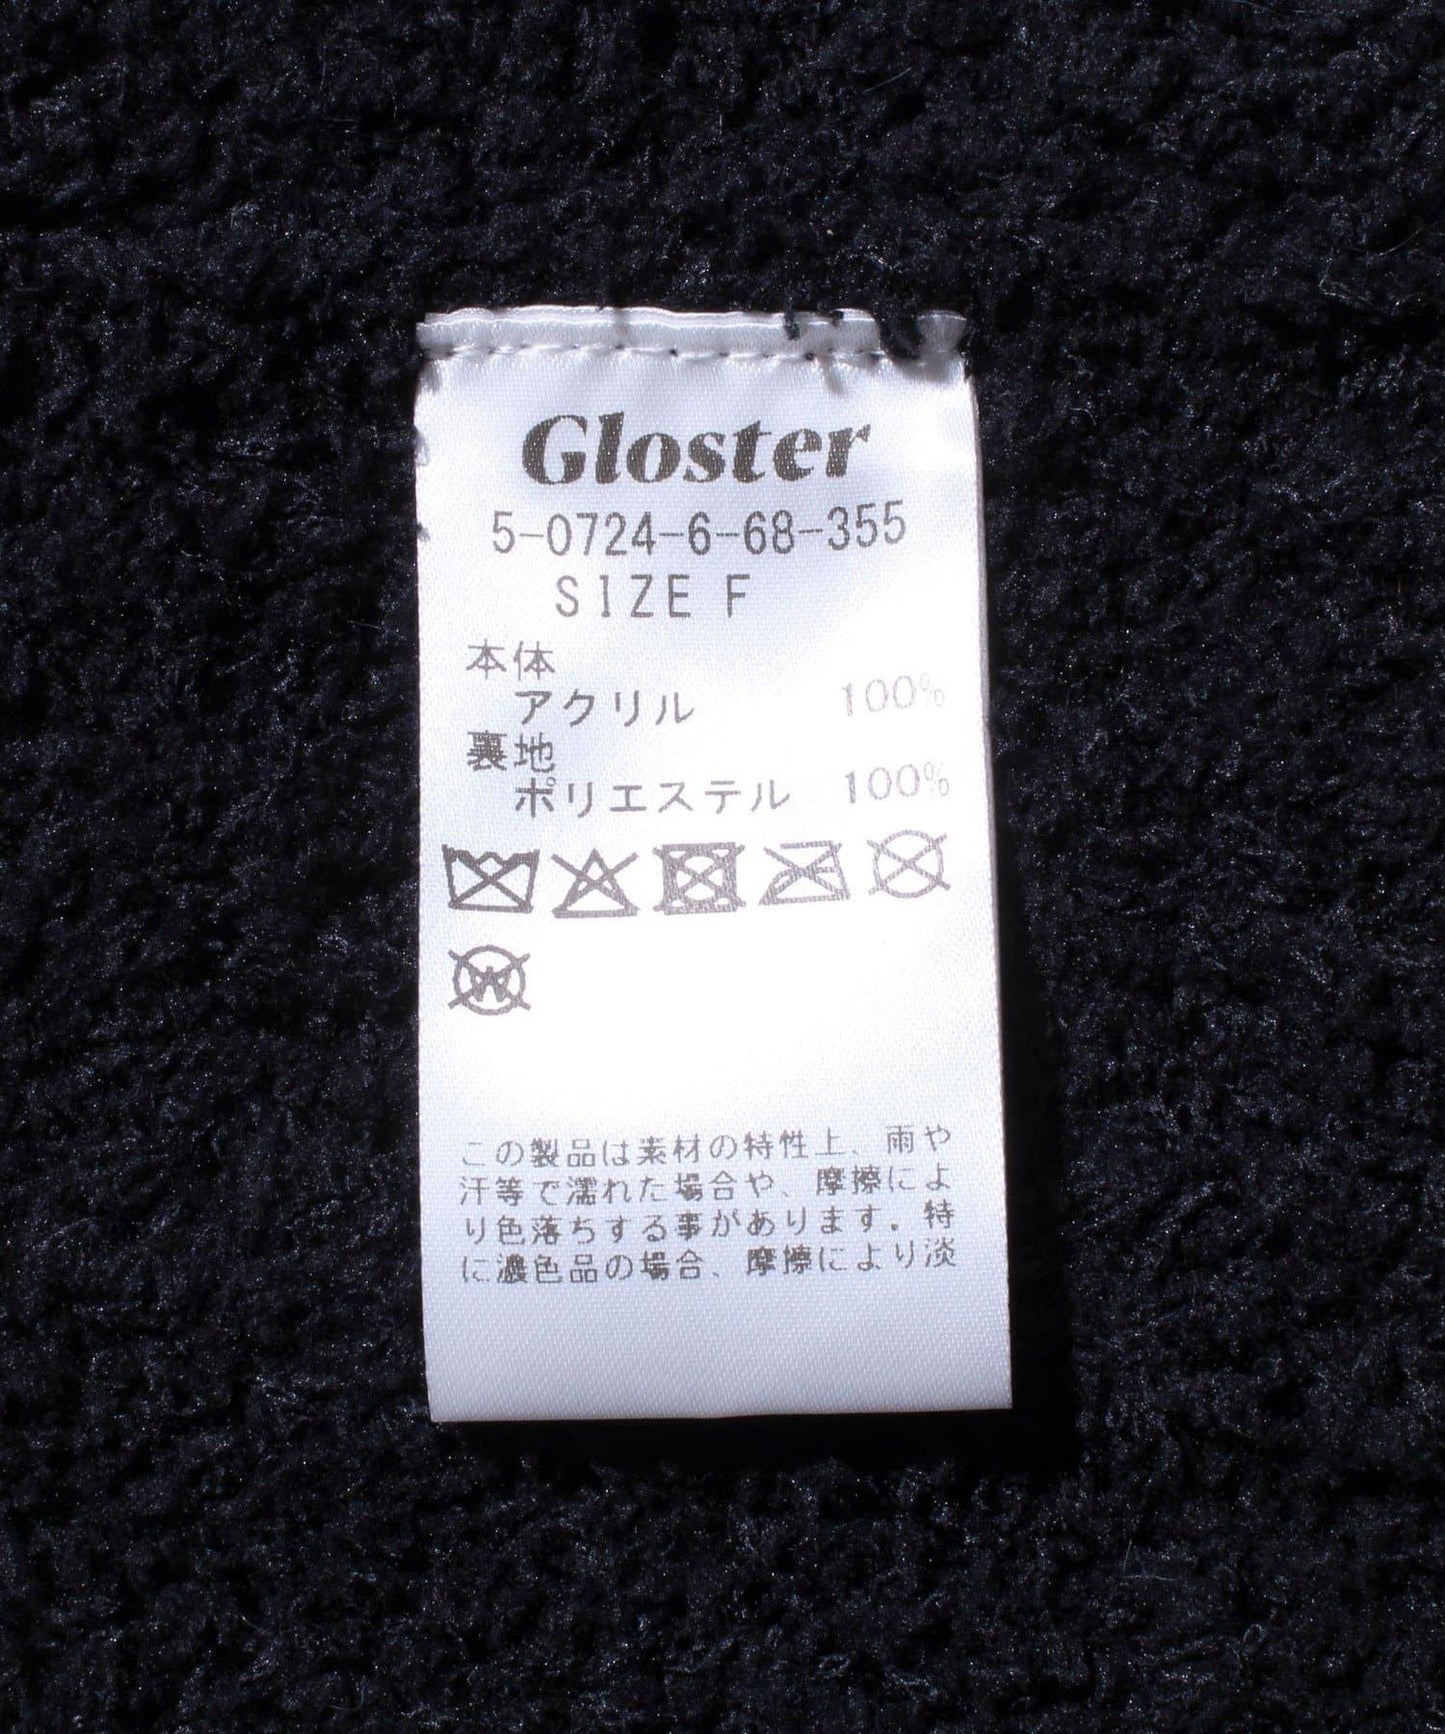 Gloster
5-0724-6-68-355
SIZE F
本体
アクリル 100%
裏地
ポリエステル 100%
W
この製品は素材の特性上、雨や
汗等で濡れた場合や、摩擦によ
り色落ちする事があります。特
に濃色品の場合、摩擦により淡